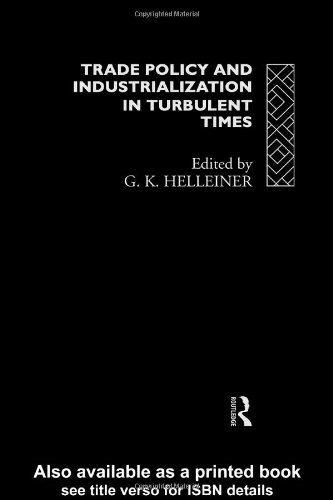 TRADE POLICY AND
INDUSTRIALIZATION
IN TURBULENT
TIMES
Edited by
G. K. HELLEINER
ROUTLEDGE
Also available as a printed book
see title verso for ISBN details